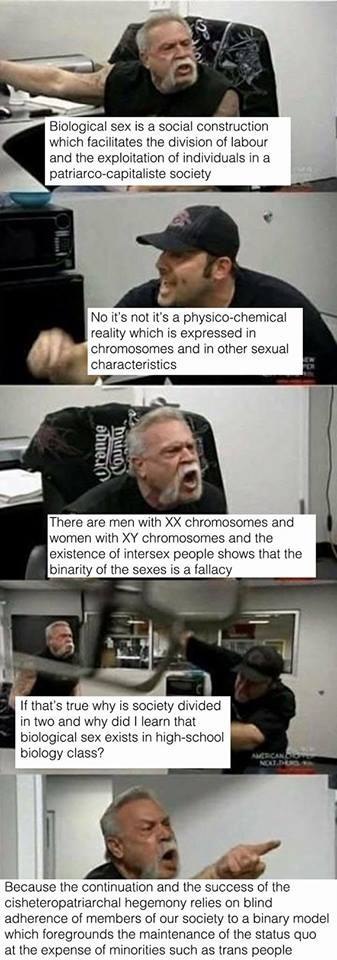 Biological sex is a social construction
which facilitates the division of labour
and the exploitation of individuals in a
patriarco-capitaliste society
No it's not it's a physico-chemical
reality which is expressed in
chromosomes and in other sexual
characteristics
Orange
County
There are men with XX chromosomes and
women with XY chromosomes and the
existence of intersex people shows that the
binarity of the sexes is a fallacy
If that's true why is society divided
in two and why did I learn that
biological sex exists in high-school
biology class?
AMERICAN
NEXT THURS
Because the continuation and the success of the
cisheteropatriarchal hegemony relies on blind
adherence of members of our society to a binary model
which foregrounds the maintenance of the status quo
at the expense of minorities such as trans people